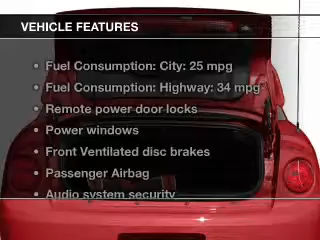 VEHICLE FEATURES
• Fuel Consumption: City: 25 mpg
• Fuel Consumption: Highway: 34 mpg
• Remote power door locks
• Power windows
• Front Ventilated disc brakes
• Passenger Airbag
• Audio system security